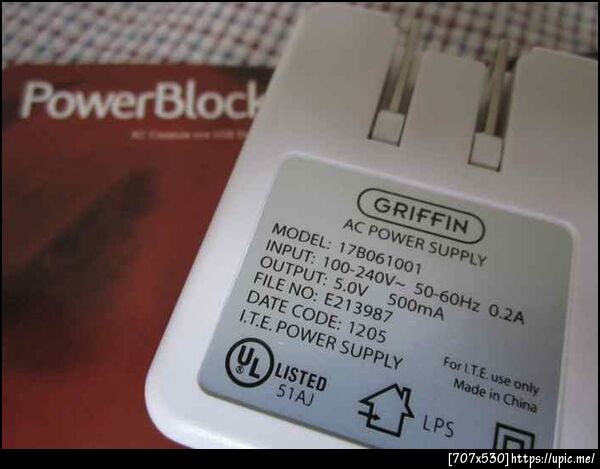 PowerBlock
GRIFFIN
AC POWER SUPPLY
MODEL: 17B061001
INPUT: 100-240V~ 50-60Hz 0.2A
OUTPUT: 5.0V 500mA
FILE NO: E213987
DATE CODE: 1205
I.T.E. POWER SUPPLY
For I.T.E. use only
Made in China
UL
®
LISTED
51AJ
LPS
[707x530]https://upic.me/